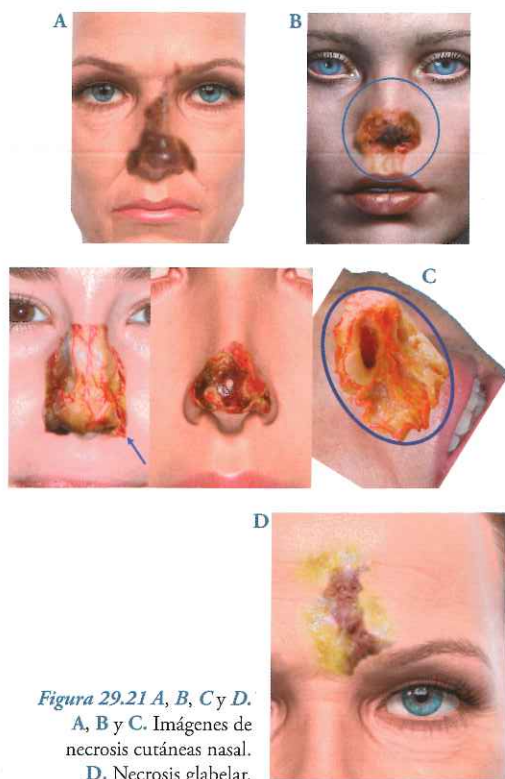 A
B
C
D
Figura 29.21 A, B, C y D.
A, B y C. Imágenes de
necrosis cutáneas nasal.
D. Necrosis glabelar.